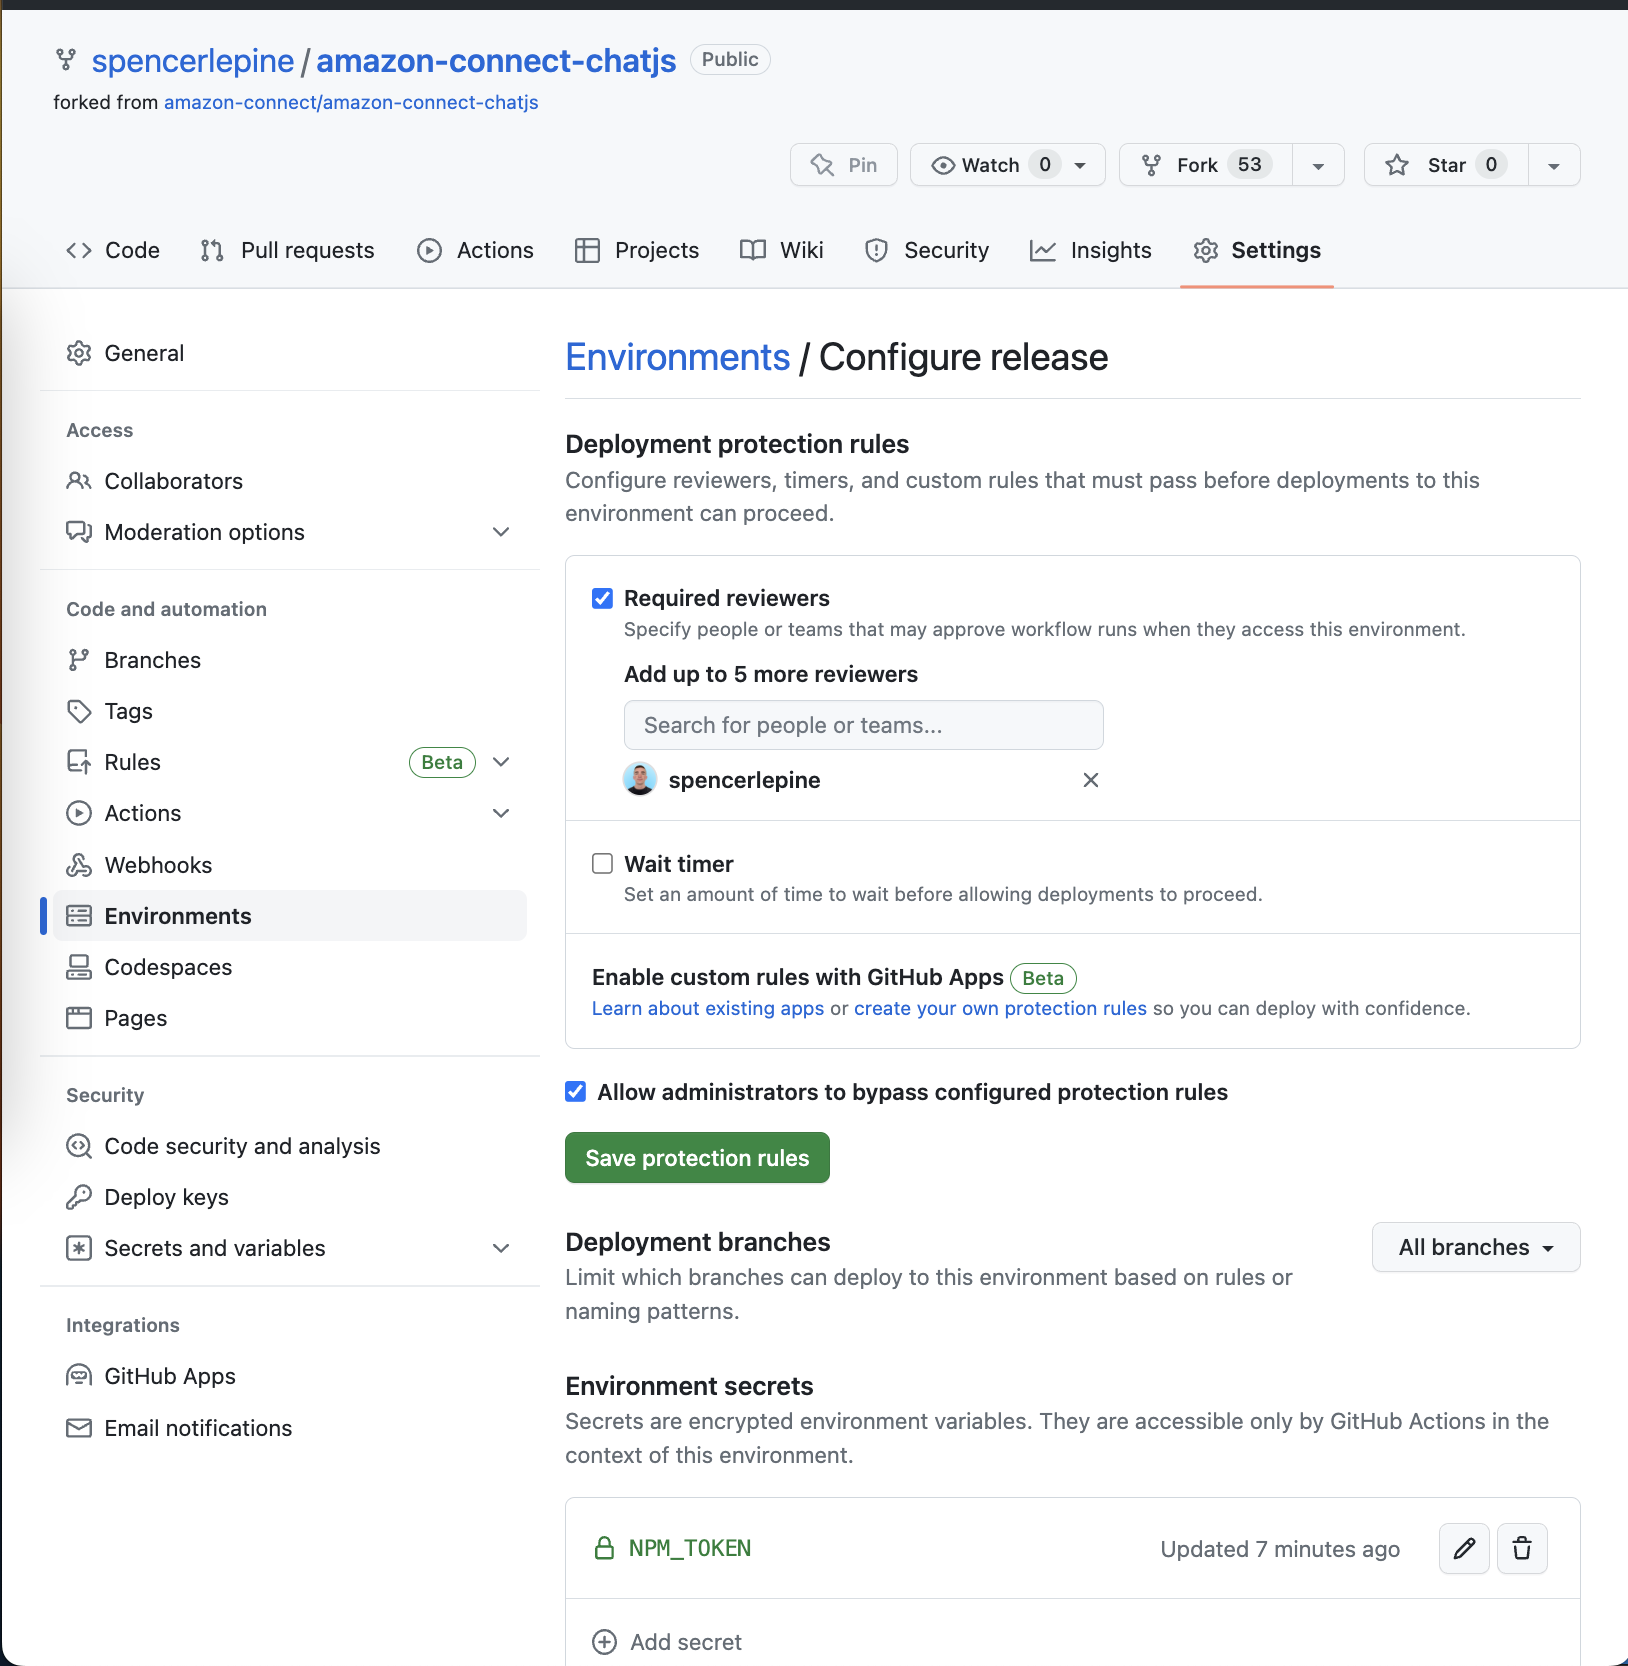 spencerlepine / amazon-connect-chatjs Public
forked from amazon-connect/amazon-connect-chatjs
Pin Watch 0 Fork 53 Star 0
Code Pull requests Actions Projects Wiki Security Insights Settings
General
Access
Collaborators
Moderation options
Code and automation
Branches
Tags
Rules Beta
Actions
Webhooks
Environments
Codespaces
Pages
Security
Code security and analysis
Deploy keys
Secrets and variables
Integrations
GitHub Apps
Email notifications
Environments / Configure release
Deployment protection rules
Configure reviewers, timers, and custom rules that must pass before deployments to this
environment can proceed.
Required reviewers
Specify people or teams that may approve workflow runs when they access this environment.
Add up to 5 more reviewers
Search for people or teams...
spencerlepine
Wait timer
Set an amount of time to wait before allowing deployments to proceed.
Enable custom rules with GitHub Apps Beta
Learn about existing apps or create your own protection rules so you can deploy with confidence.
Allow administrators to bypass configured protection rules
Save protection rules
Deployment branches
All branches
Limit which branches can deploy to this environment based on rules or
naming patterns.
Environment secrets
Secrets are encrypted environment variables. They are accessible only by GitHub Actions in the
context of this environment.
NPM_TOKEN Updated 7 minutes ago
Add secret